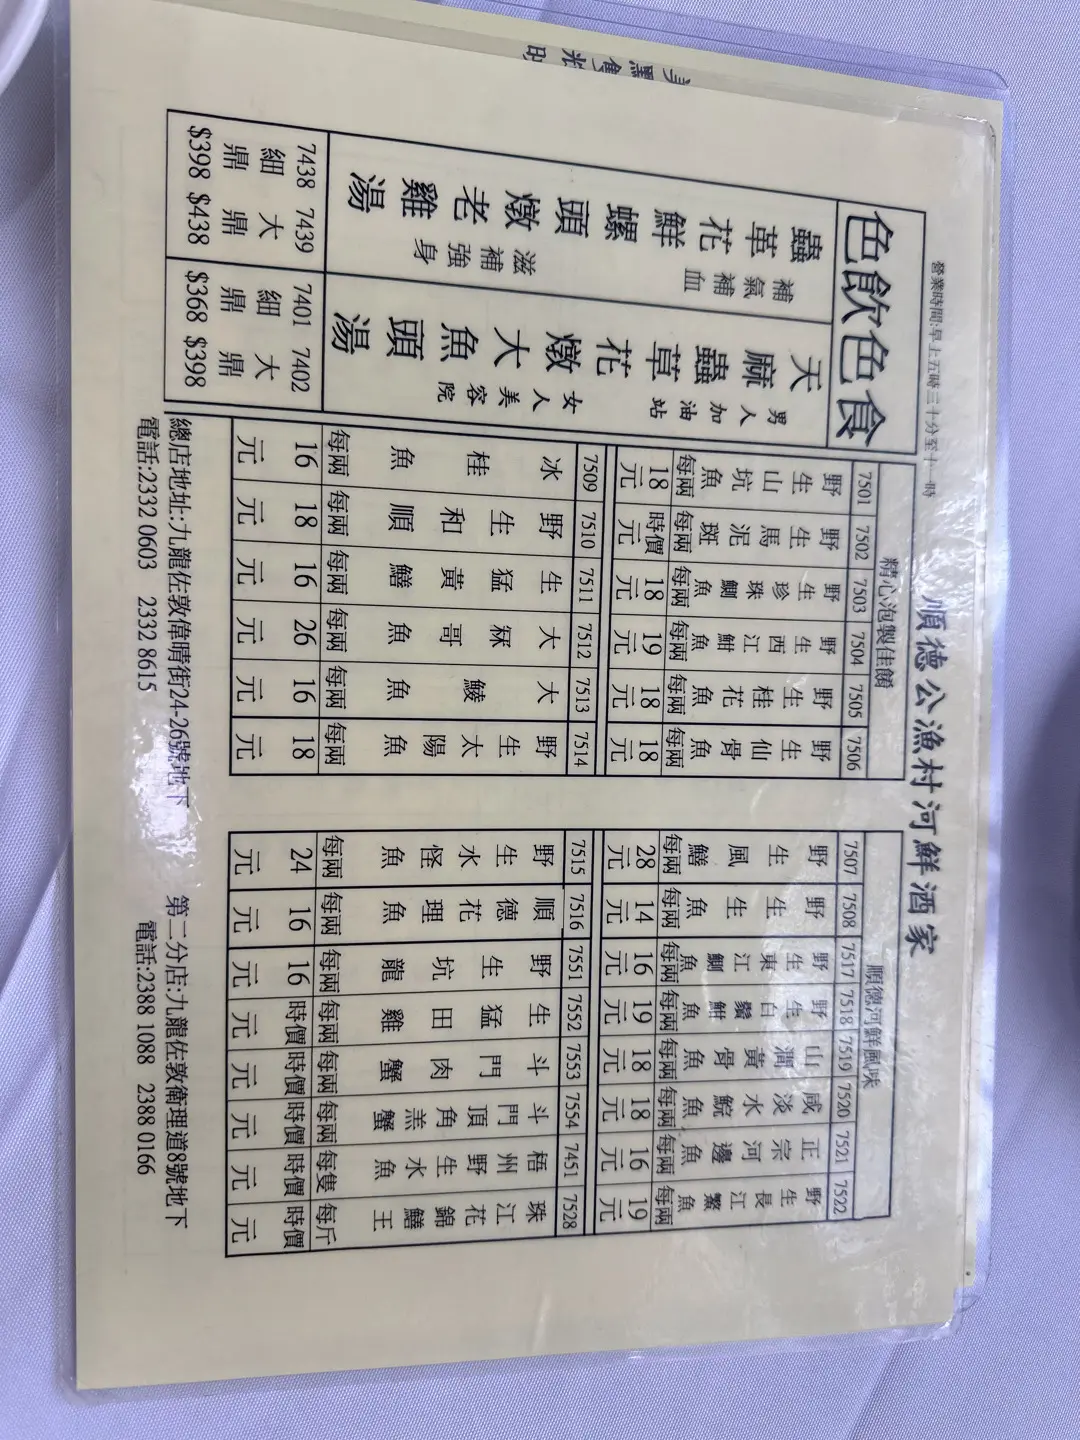 順德公漁村河鮮酒家
營業時間:早上五時三十分至十一時
色飲色食
蟲草花鮮螺頭燉老雞湯
補氣補血
滋補強身
7438 7439
細鼎 大鼎
$398 $438
天麻蟲草花燉大魚頭湯
男人加油站
女人美容院
7401 7402
細鼎 大鼎
$368 $398
精心泡製佳餚
7501 野生山坑魚 每兩 18元
7502 野生馬泥斑 每兩 時價元
7503 野生珍珠鯽魚 每兩 18元
7504 野生西江鮒魚 每兩 19元
7505 野生桂花魚 每兩 18元
7506 野生仙骨魚 每兩 18元
7509 冰桂魚 每兩 16元
7510 野生和順 每兩 18元
7511 生猛黃鱔 每兩 16元
7512 大哥魚 每兩 26元
7513 大鯪魚 每兩 16元
7514 野生太陽魚 每兩 18元
順德河鮮風味
7507 野生風鱔 每兩 28元
7508 野生生魚 每兩 14元
7517 野生東江鯽魚 每兩 16元
7518 野生白鬚鮒魚 每兩 19元
7519 山澗黃骨魚 每兩 18元
7520 咸淡水鯇魚 每兩 18元
7521 正宗河邊魚 每兩 16元
7522 野生長江鰵魚 每兩 19元
7515 野生水怪魚 每兩 24元
7516 順德花理魚 每兩 16元
7551 野生坑龍 每兩 16元
7552 生猛田雞 每兩 時價元
7553 斗門肉蟹 每兩 時價元
7554 斗門頂角羔蟹 每兩 時價元
7451 梧州野生水魚 每隻 時價元
7528 珠江花錦鱔王 每斤 時價元
總店地址:九龍佐敦偉晴街24-26號地下
電話:2332 0603 2332 8615
第二分店:九龍佐敦衛理道8號地下
電話:2388 1088 2388 0166